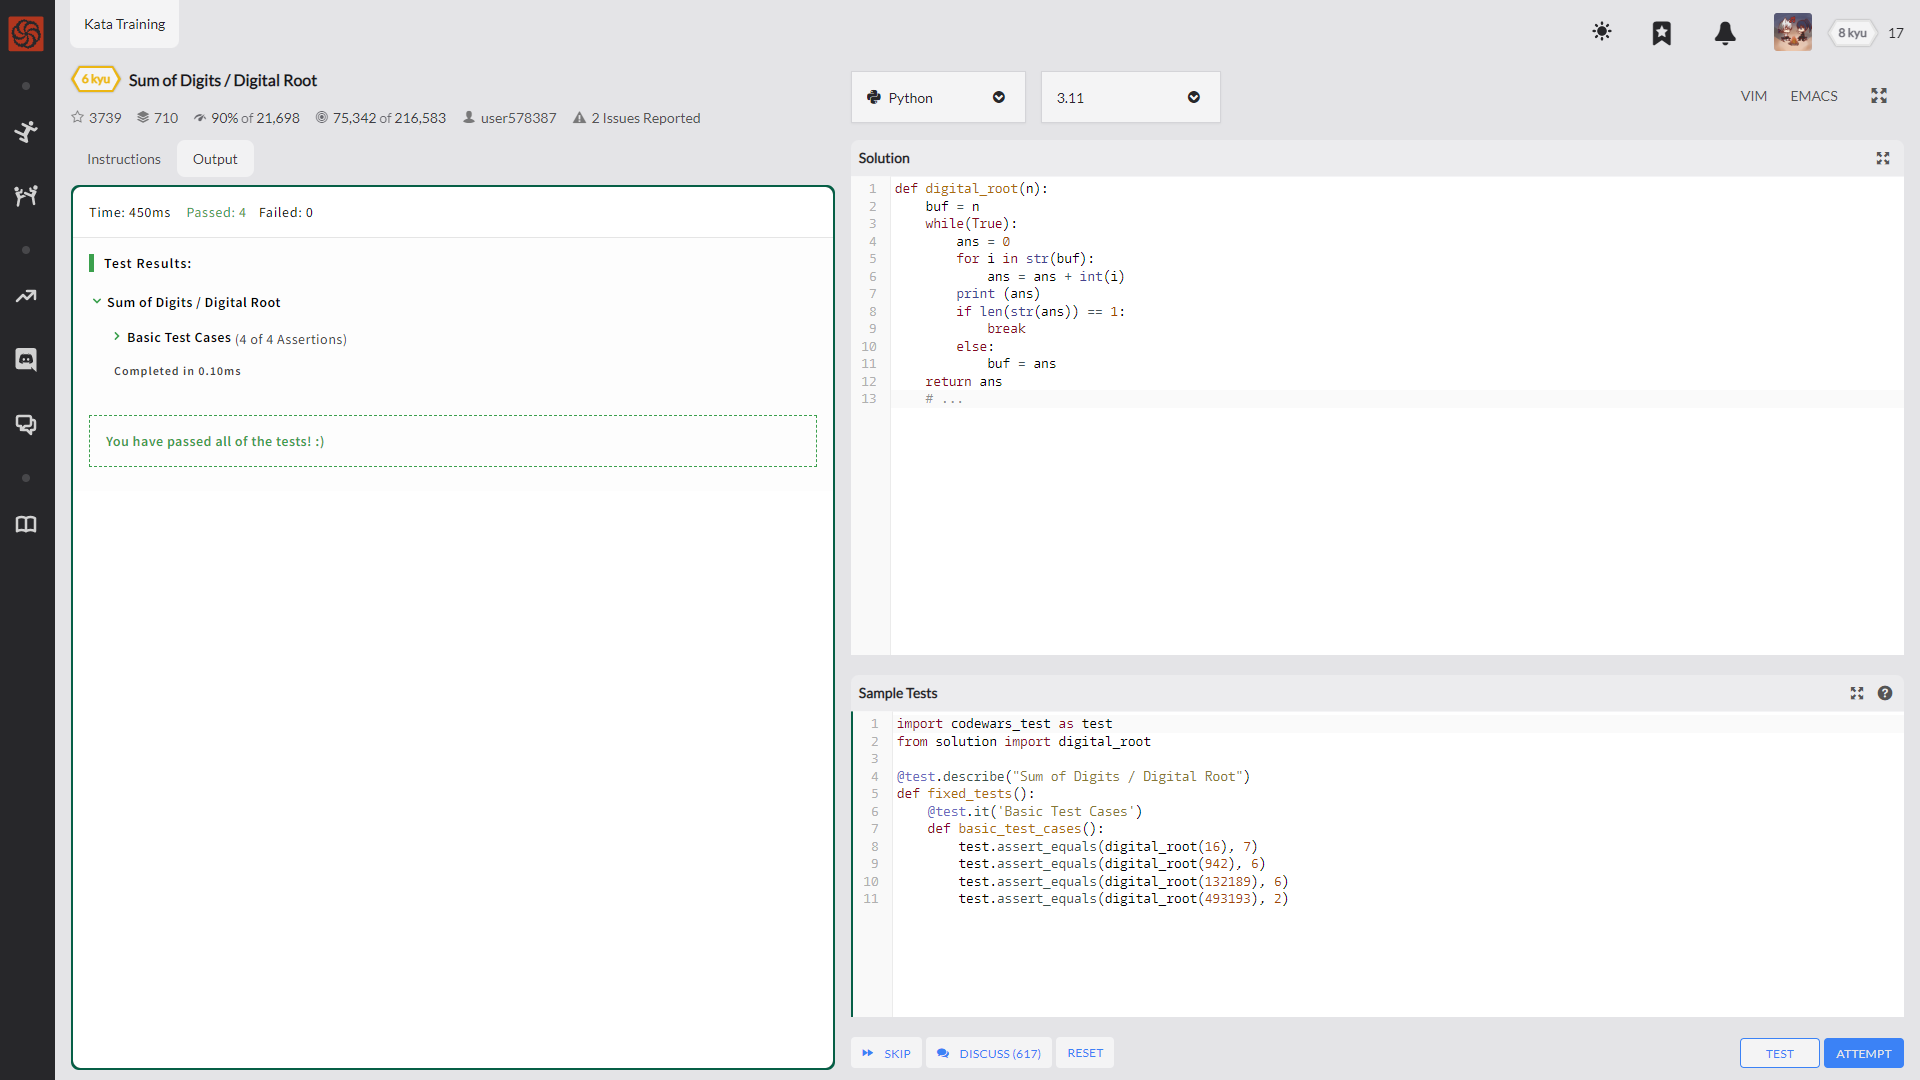 Kata Training
8 kyu 17
6 kyu Sum of Digits / Digital Root
3739 710 90% of 21,698 75,342 of 216,583 user578387 2 Issues Reported
Instructions Output
Time: 450ms Passed: 4 Failed: 0
Test Results:
Sum of Digits / Digital Root
Basic Test Cases (4 of 4 Assertions)
Completed in 0.10ms
You have passed all of the tests! :)
Python 3.11 VIM EMACS
Solution
1 def digital_root(n):
2     buf = n
3     while(True):
4         ans = 0
5         for i in str(buf):
6             ans = ans + int(i)
7         print (ans)
8         if len(str(ans)) == 1:
9             break
10         else:
11             buf = ans
12     return ans
13     # ...
Sample Tests
1 import codewars_test as test
2 from solution import digital_root
3
4 @test.describe("Sum of Digits / Digital Root")
5 def fixed_tests():
6     @test.it('Basic Test Cases')
7     def basic_test_cases():
8         test.assert_equals(digital_root(16), 7)
9         test.assert_equals(digital_root(942), 6)
10         test.assert_equals(digital_root(132189), 6)
11         test.assert_equals(digital_root(493193), 2)
SKIP DISCUSS (617) RESET TEST ATTEMPT